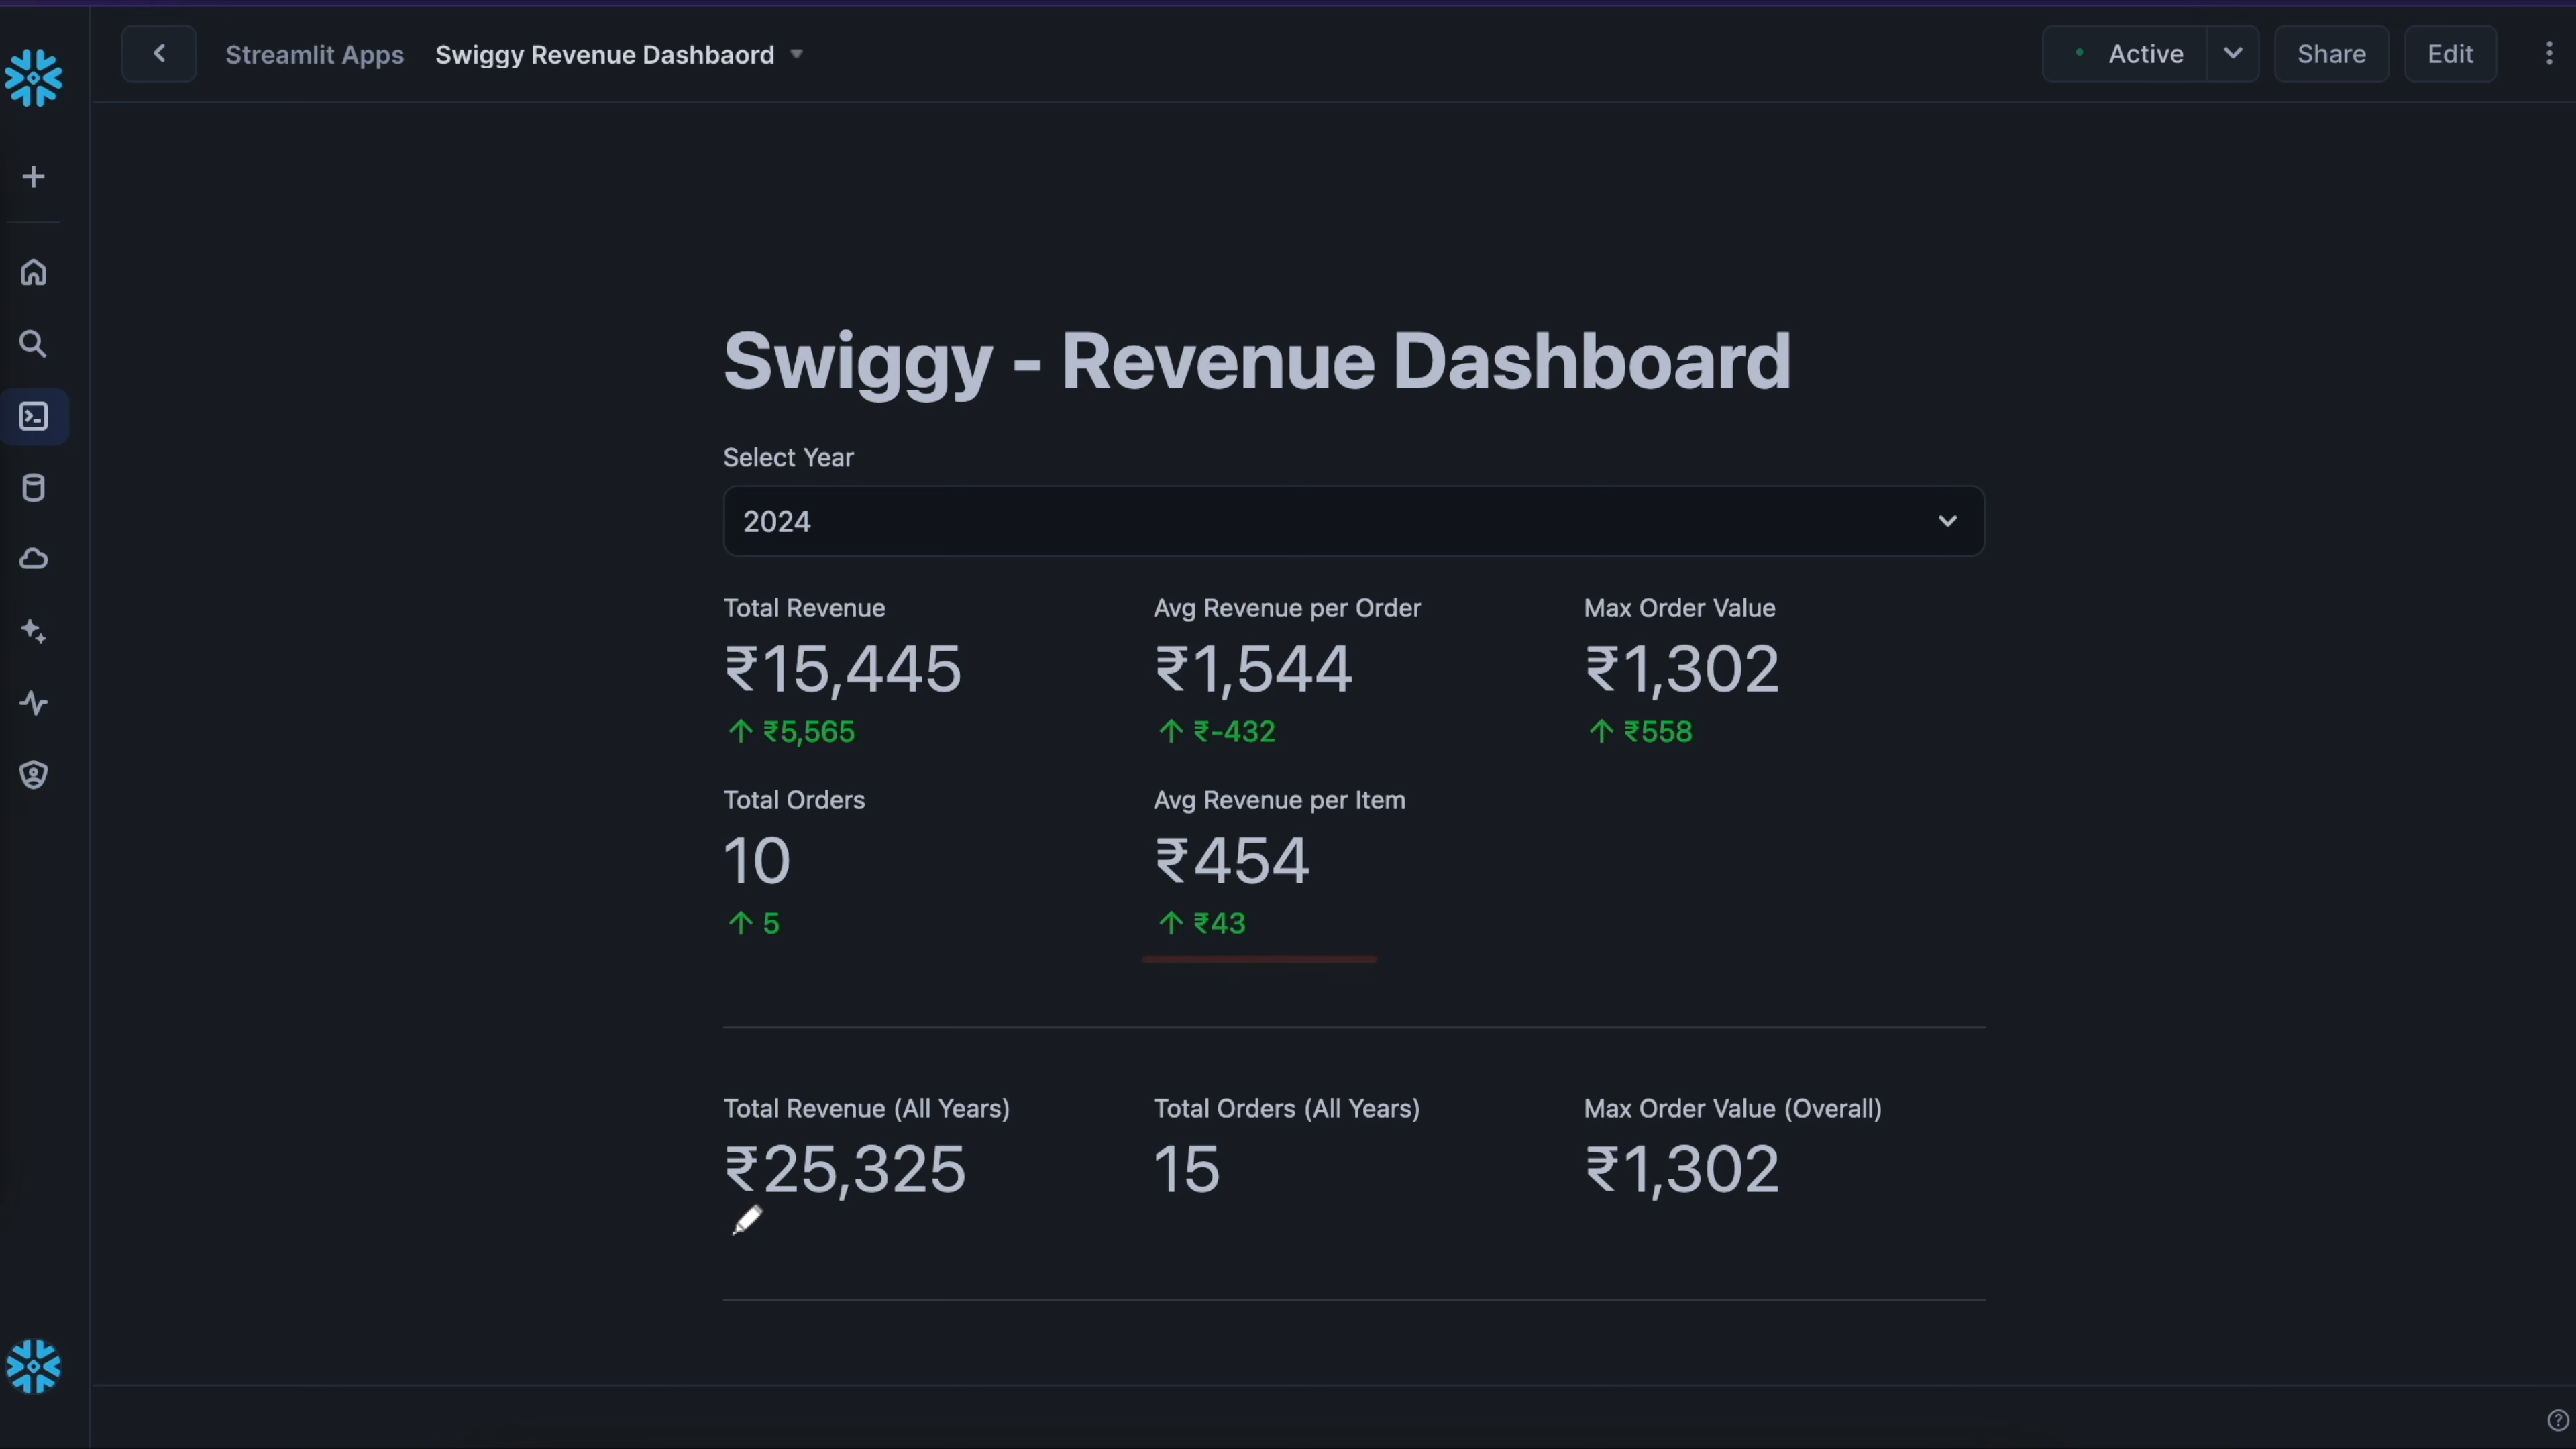 Streamlit Apps Swiggy Revenue Dashbaord
Active
Share
Edit
Swiggy - Revenue Dashboard
Select Year
2024
Total Revenue Avg Revenue per Order Max Order Value
₹15,445 ₹1,544 ₹1,302
↑ ₹5,565 ↑ ₹-432 ↑ ₹558
Total Orders Avg Revenue per Item
10 ₹454
↑ 5 ↑ ₹43
Total Revenue (All Years) Total Orders (All Years) Max Order Value (Overall)
₹25,325 15 ₹1,302